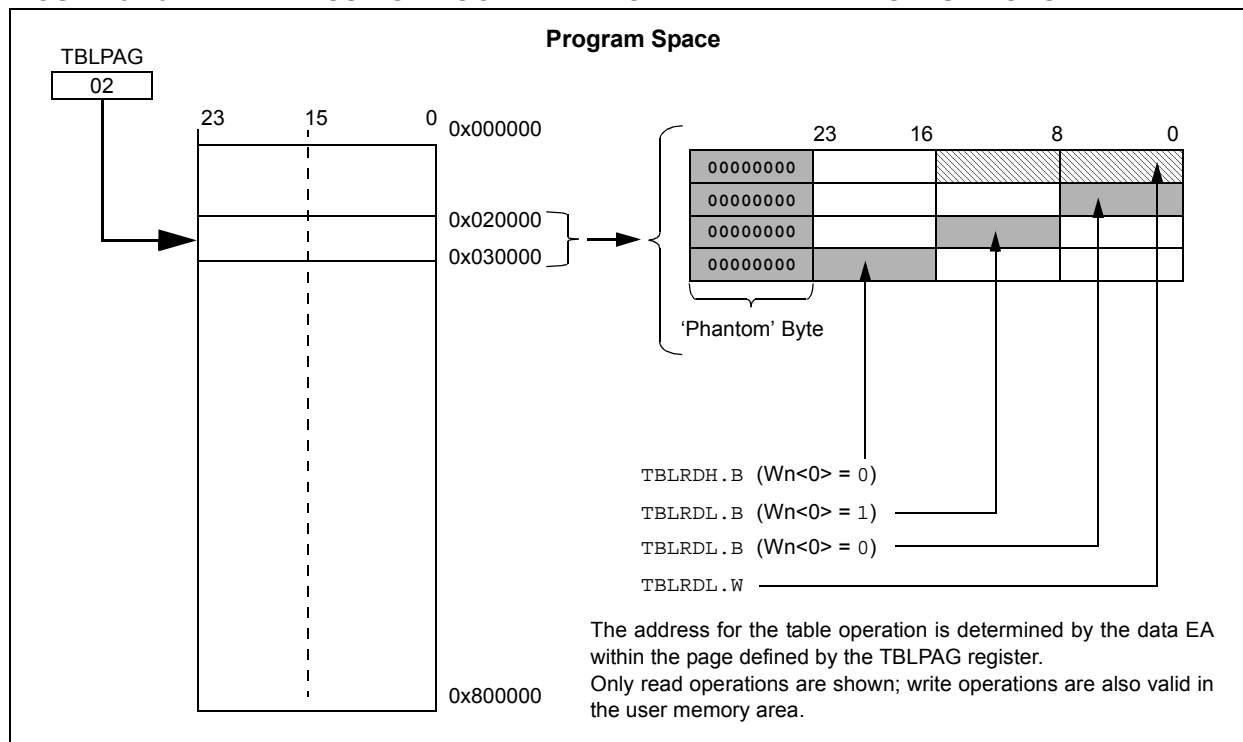 Program Space
TBLPAG
02
23 15 0
0x000000
0x020000
0x030000
0x800000
23 16 8 0
00000000
00000000
00000000
00000000
‘Phantom’ Byte
TBLRDH.B (Wn<0> = 0)
TBLRDL.B (Wn<0> = 1)
TBLRDL.B (Wn<0> = 0)
TBLRDL.W
The address for the table operation is determined by the data EA
within the page defined by the TBLPAG register.
Only read operations are shown; write operations are also valid in
the user memory area.